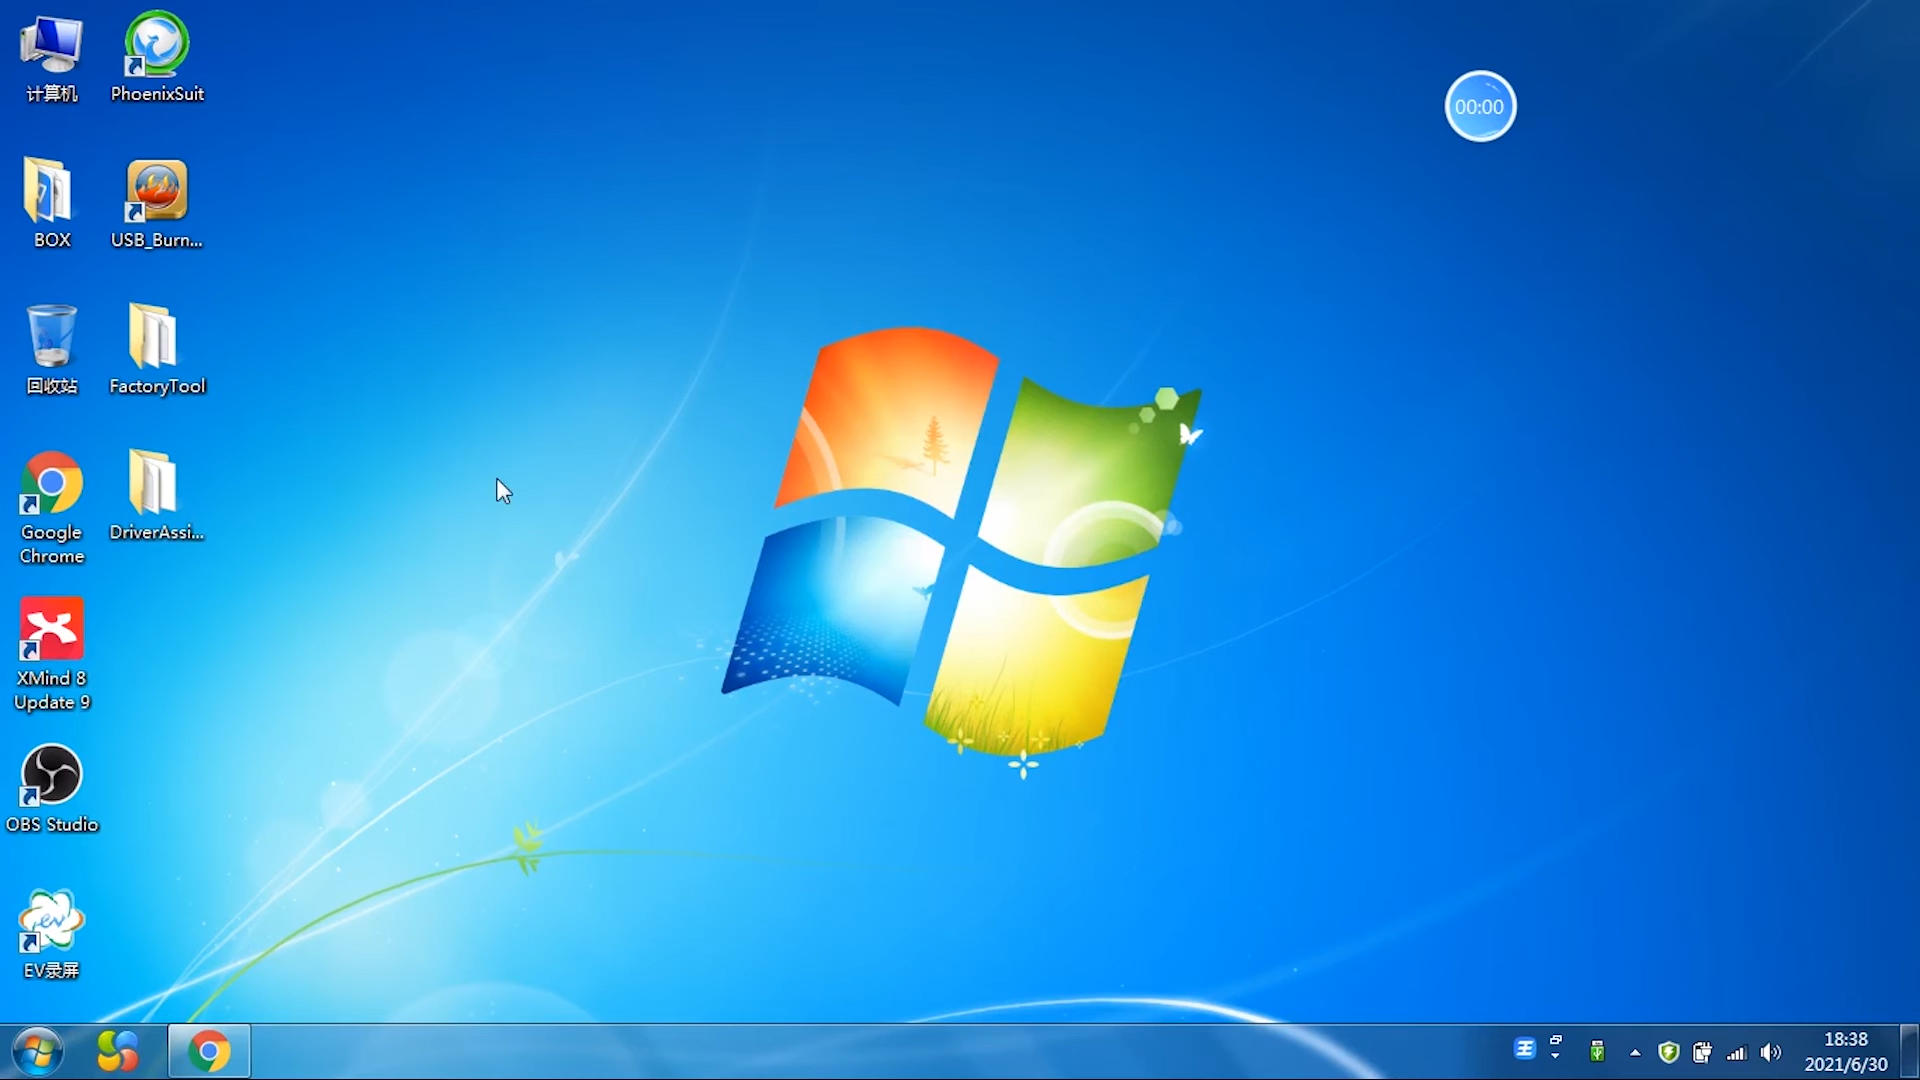 计算机
PhoenixSuit
00:00
BOX
USB_Burn...
回收站
FactoryTool
Google
Chrome
DriverAssi...
XMind 8
Update 9
OBS Studio
EV录屏
王
18:38
2021/6/30